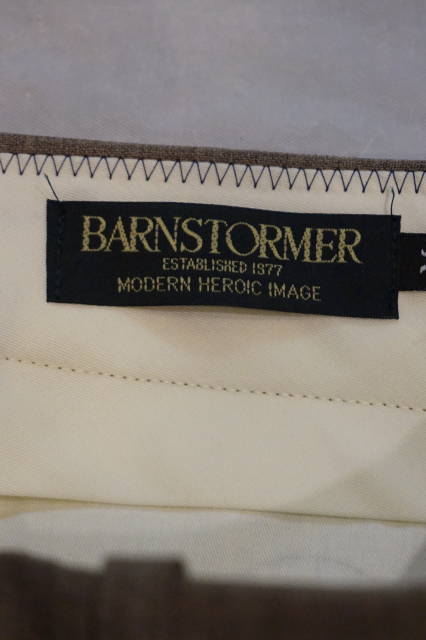 BARNSTORMER
ESTABLISHED 1977
MODERN HEROIC IMAGE